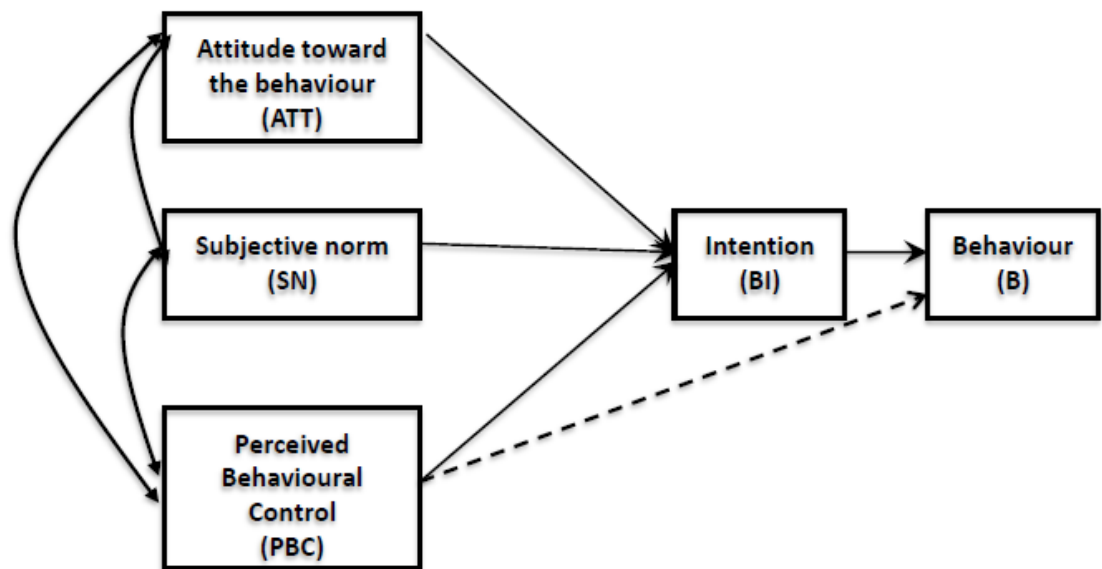 Attitude toward
the behaviour
(ATT)
Subjective norm
(SN)
Perceived
Behavioural
Control
(PBC)
Intention
(BI)
Behaviour
(B)